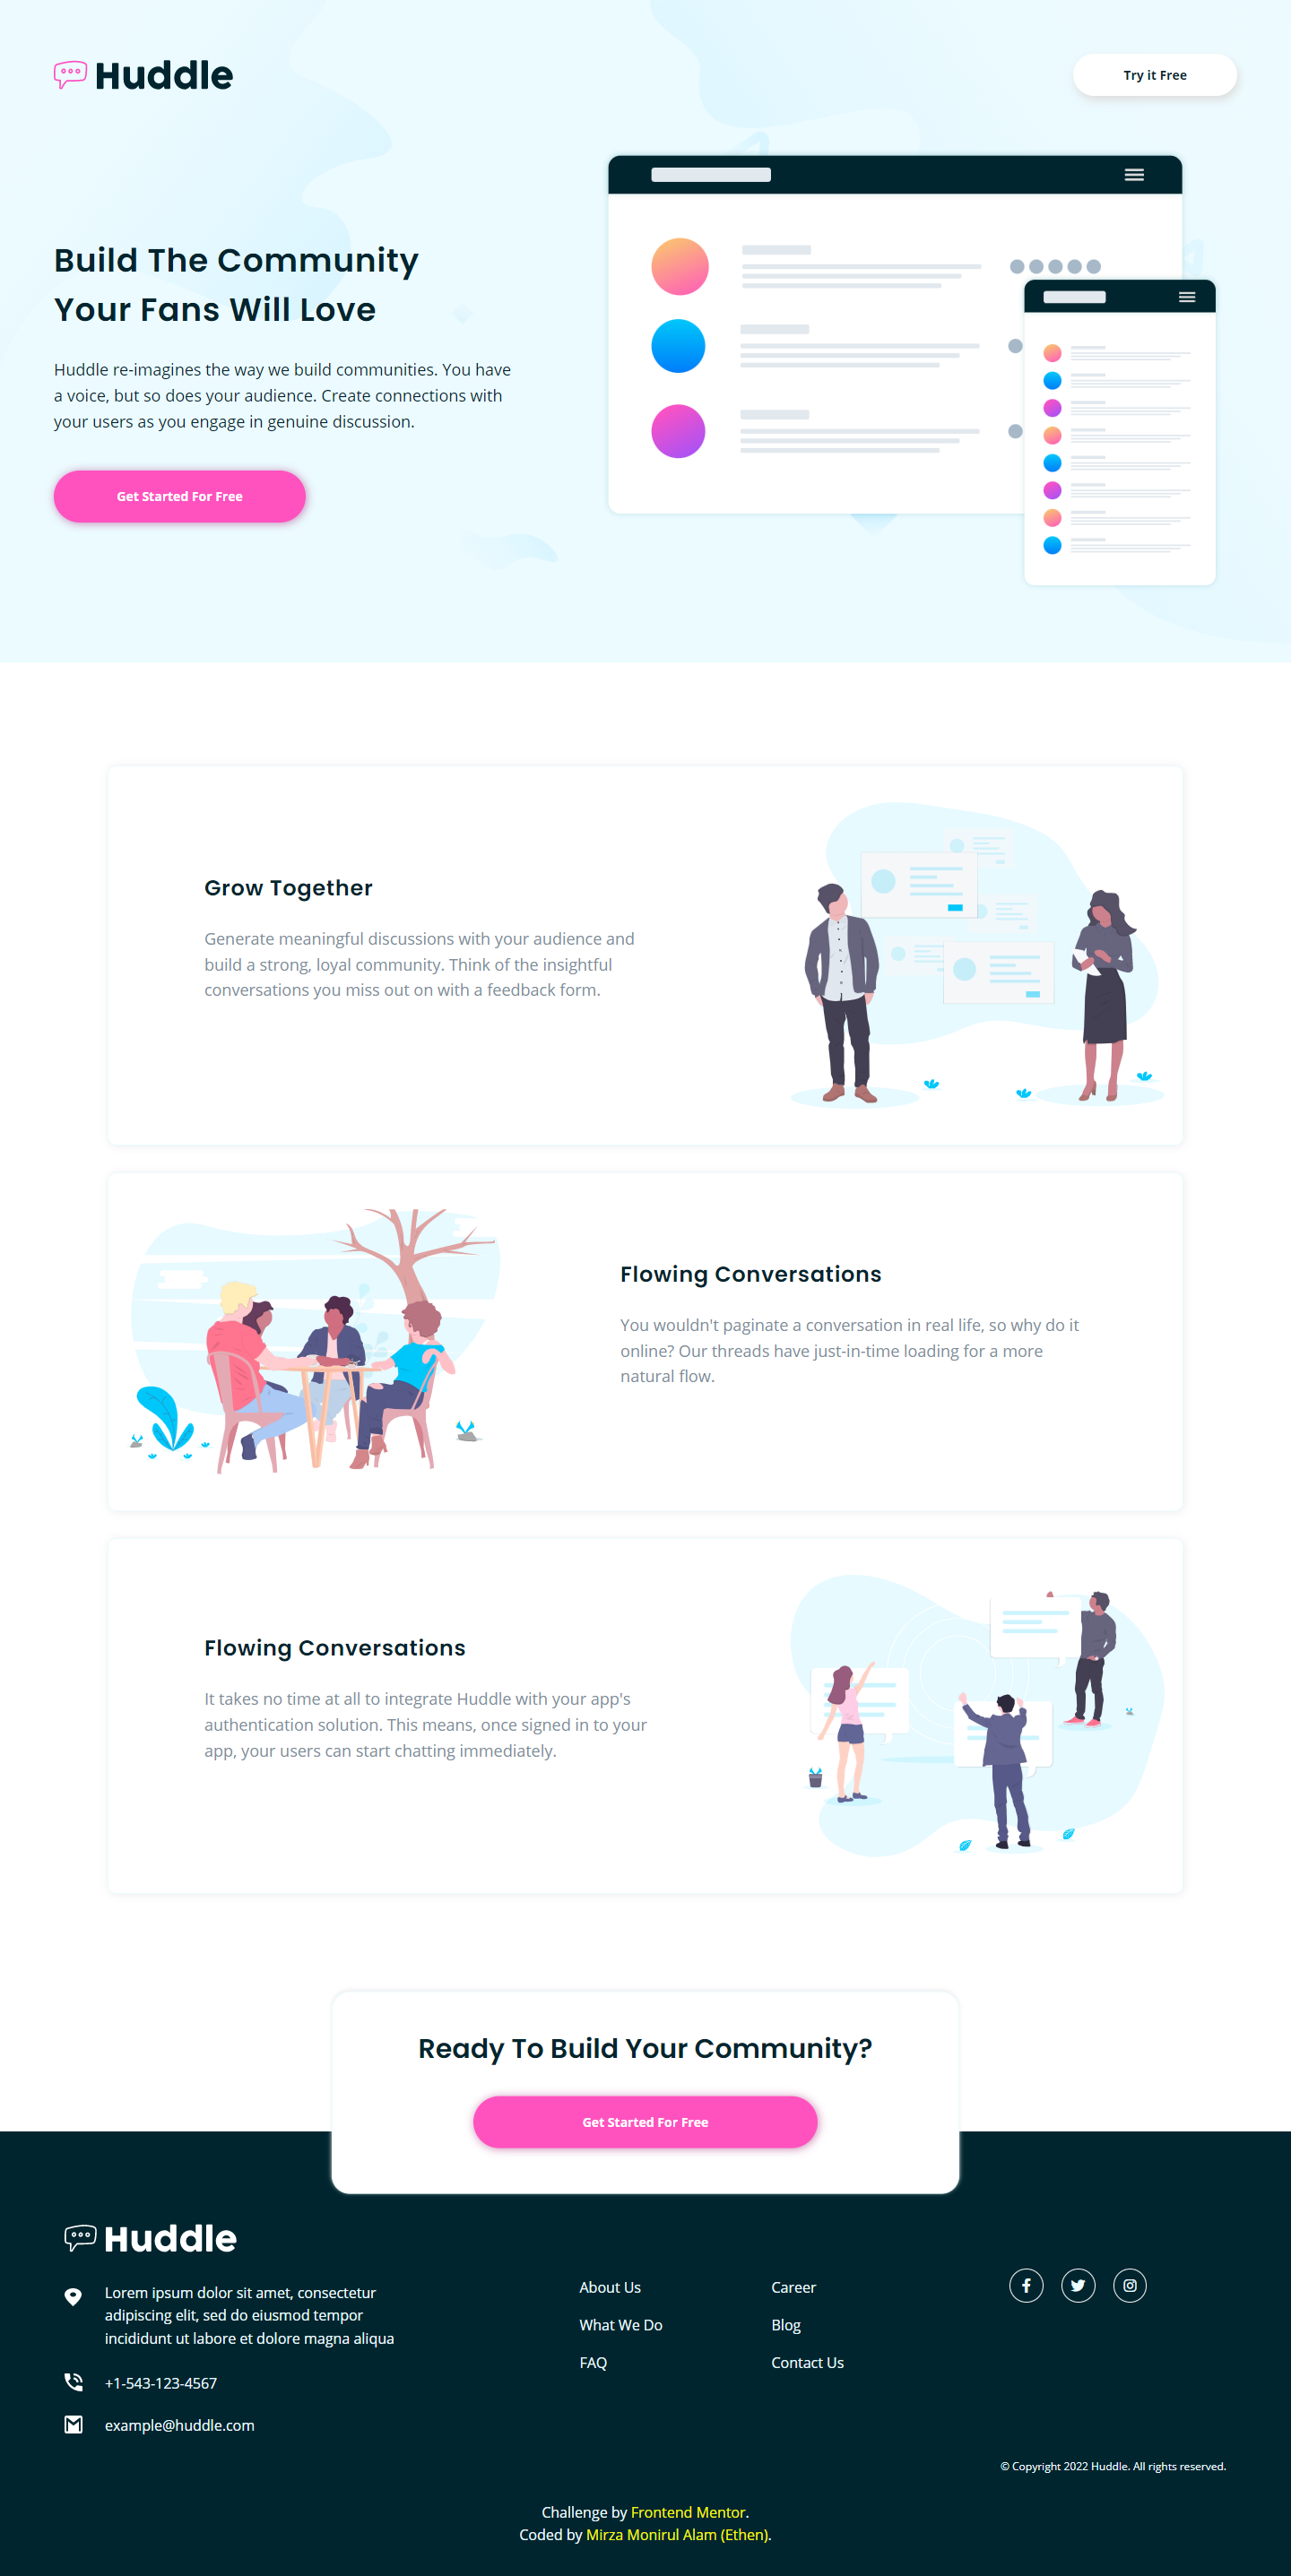 Huddle
Try it Free
Build The Community
Your Fans Will Love
Huddle re-imagines the way we build communities. You have
a voice, but so does your audience. Create connections with
your users as you engage in genuine discussion.
Get Started For Free
Grow Together
Generate meaningful discussions with your audience and
build a strong, loyal community. Think of the insightful
conversations you miss out on with a feedback form.
Flowing Conversations
You wouldn't paginate a conversation in real life, so why do it
online? Our threads have just-in-time loading for a more
natural flow.
Flowing Conversations
It takes no time at all to integrate Huddle with your app's
authentication solution. This means, once signed in to your
app, your users can start chatting immediately.
Ready To Build Your Community?
Get Started For Free
Huddle
Lorem ipsum dolor sit amet, consectetur
adipiscing elit, sed do eiusmod tempor
incididunt ut labore et dolore magna aliqua
+1-543-123-4567
example@huddle.com
About Us
What We Do
FAQ
Career
Blog
Contact Us
© Copyright 2022 Huddle. All rights reserved.
Challenge by Frontend Mentor.
Coded by Mirza Monirul Alam (Ethen).